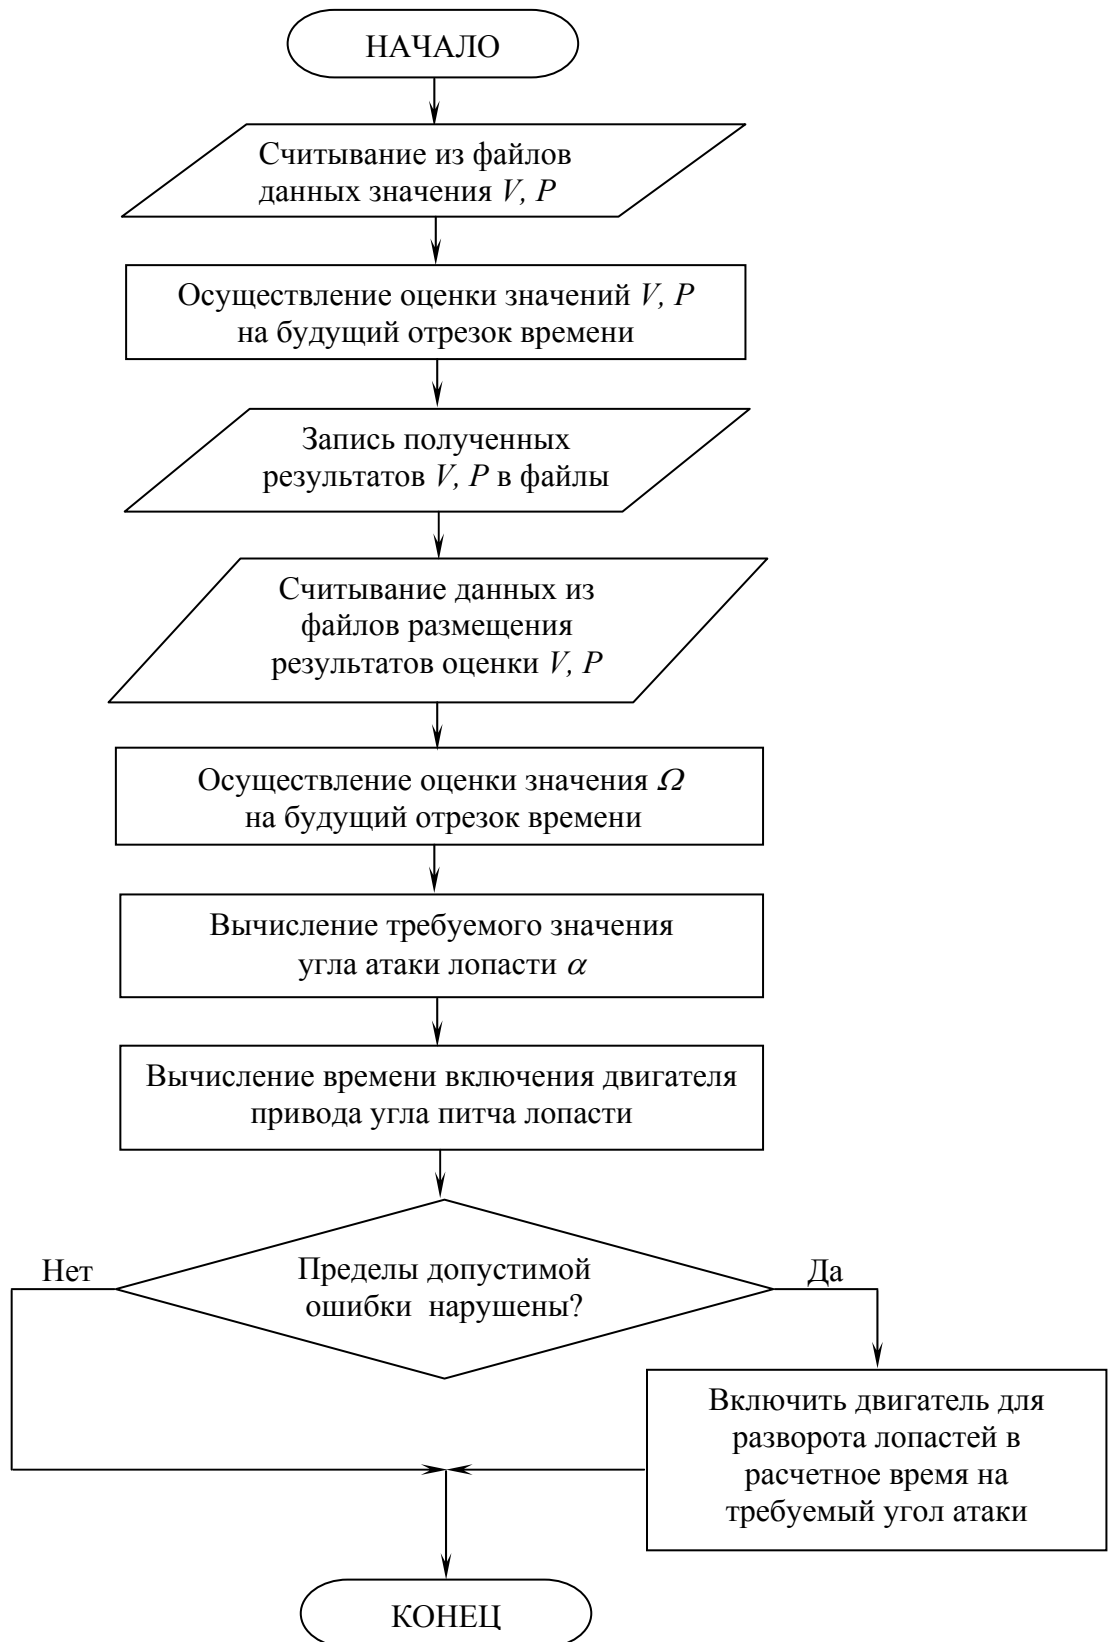 НАЧАЛО
Считывание из файлов
данных значения V, P
Осуществление оценки значений V, P
на будущий отрезок времени
Запись полученных
результатов V, P в файлы
Считывание данных из
файлов размещения
результатов оценки V, P
Осуществление оценки значения Ω
на будущий отрезок времени
Вычисление требуемого значения
угла атаки лопасти α
Вычисление времени включения двигателя
привода угла питча лопасти
Нет
Пределы допустимой
ошибки нарушены?
Да
Включить двигатель для
разворота лопастей в
расчетное время на
требуемый угол атаки
КОНЕЦ